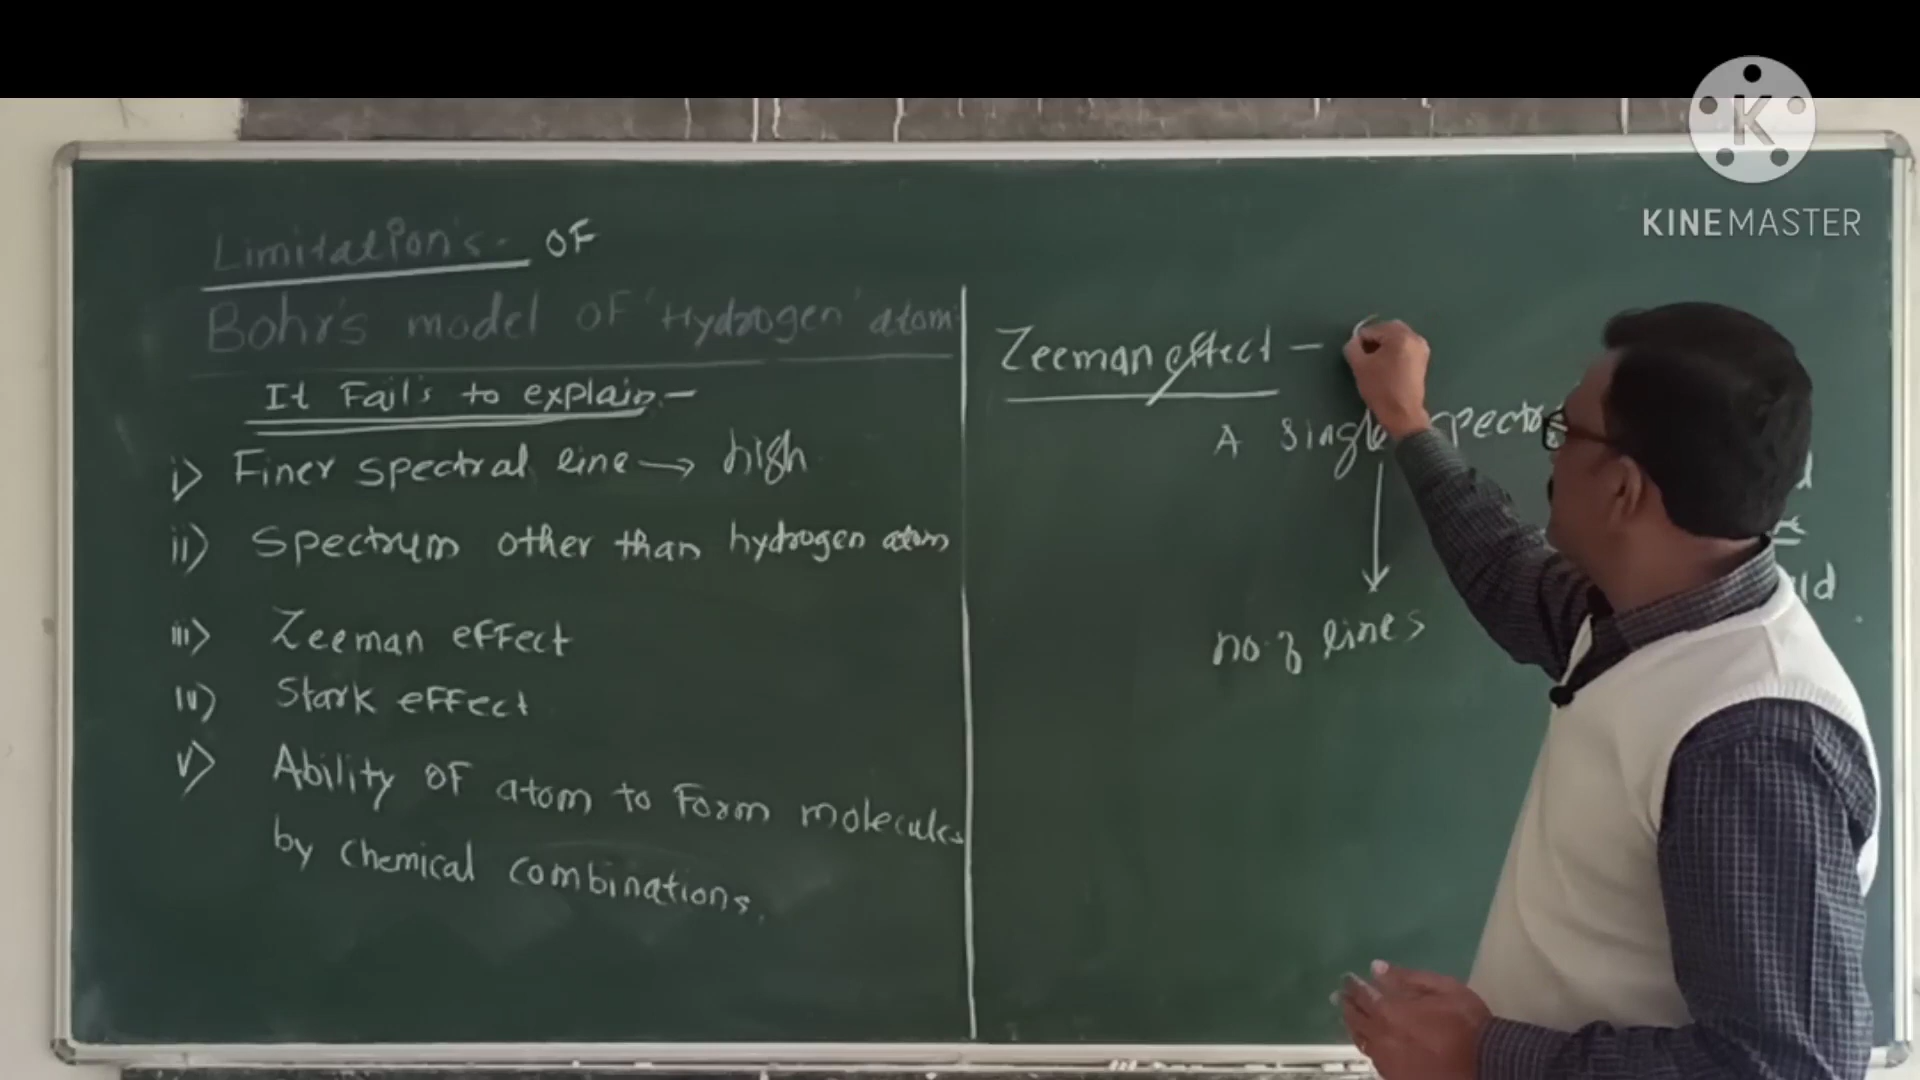 K
KINEMASTER
Limitation's - OF
Bohr's model OF 'Hydrogen' atom
It Fail's to explain -
i) Finer spectral line → high
ii) Spectrum other than hydrogen atom
iii) Zeeman effect
iv) Stark effect
v) Ability OF atom to Form molecules
by chemical combinations.
Zeeman effect -
A single
no. of lines